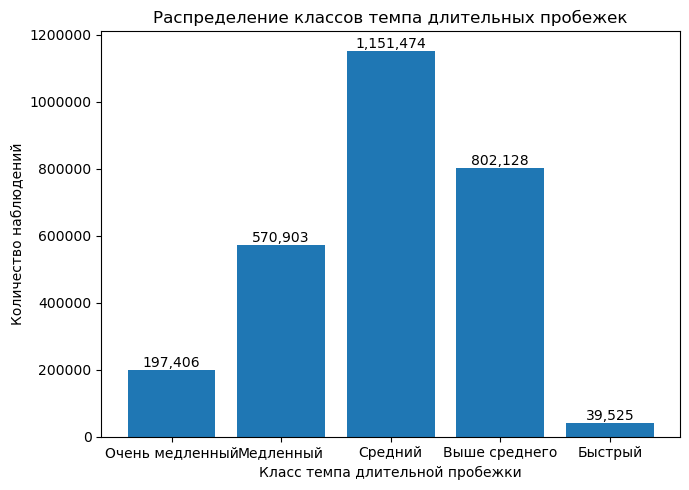 Распределение классов темпа длительных пробежек
Количество наблюдений
1200000
1000000
800000
600000
400000
200000
0
197,406
570,903
1,151,474
802,128
39,525
Очень медленный
Медленный
Средний
Выше среднего
Быстрый
Класс темпа длительной пробежки